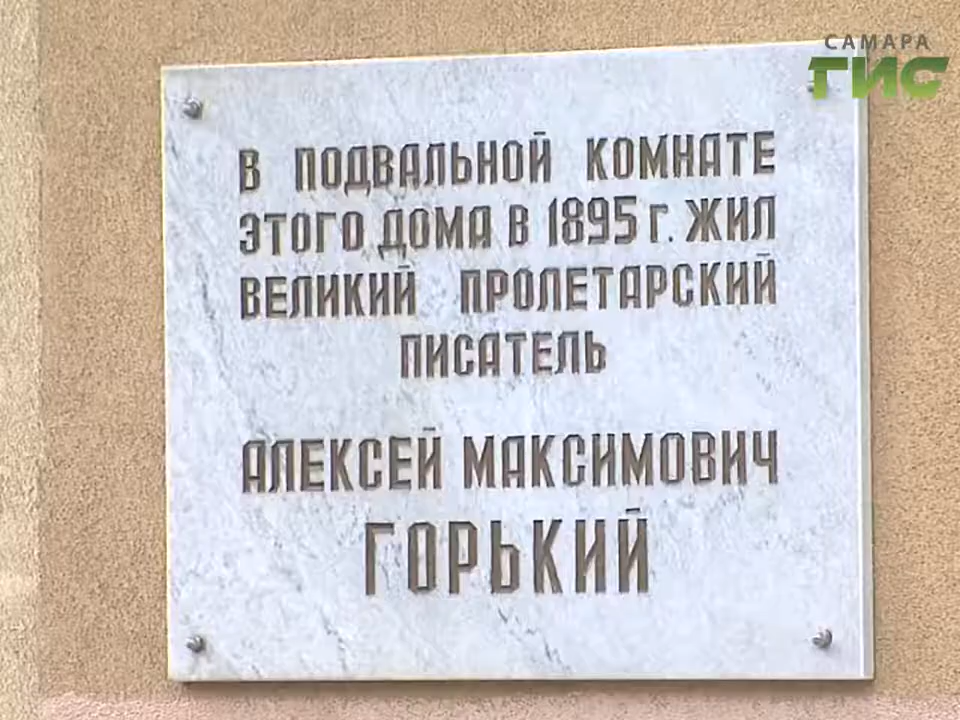 САМАРА
ГИС
В ПОДВАЛЬНОЙ КОМНАТЕ
ЭТОГО ДОМА В 1895 Г. ЖИЛ
ВЕЛИКИЙ ПРОЛЕТАРСКИЙ
ПИСАТЕЛЬ
АЛЕКСЕЙ МАКСИМОВИЧ
ГОРЬКИЙ